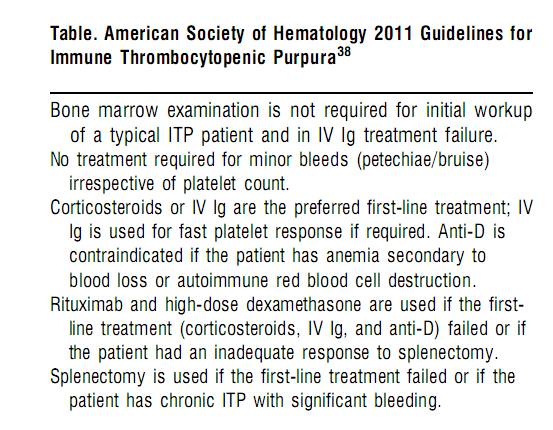 Table. American Society of Hematology 2011 Guidelines for
Immune Thrombocytopenic Purpura38
Bone marrow examination is not required for initial workup
of a typical ITP patient and in IV Ig treatment failure.
No treatment required for minor bleeds (petechiae/bruise)
irrespective of platelet count.
Corticosteroids or IV Ig are the preferred first-line treatment; IV
Ig is used for fast platelet response if required. Anti-D is
contraindicated if the patient has anemia secondary to
blood loss or autoimmune red blood cell destruction.
Rituximab and high-dose dexamethasone are used if the first-
line treatment (corticosteroids, IV Ig, and anti-D) failed or if
the patient had an inadequate response to splenectomy.
Splenectomy is used if the first-line treatment failed or if the
patient has chronic ITP with significant bleeding.